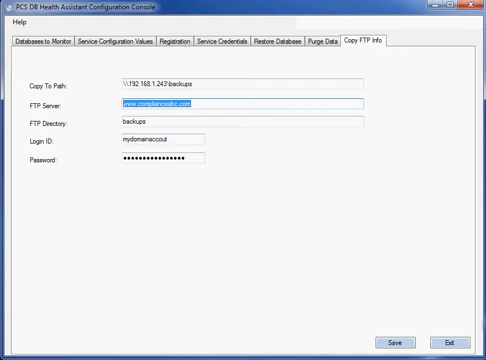 PCS DB Health Assistant Configuration Console
Help
Databases to Monitor Service Configuration Values Registration Service Credentials Restore Database Purge Data Copy FTP Info
Copy To Path: \\192.168.1.243\backups
FTP Server: www.complianceabc.com
FTP Directory: backups
Login ID: mydomainaccout
Password: ••••••••••••••••
Save Exit